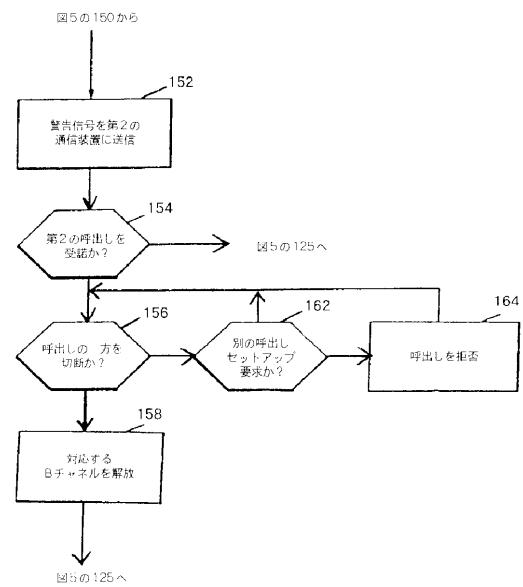 図5の150から
152
警告信号を第2の
通信装置に送信
154
第2の呼出しを
受諾か?
図5の125へ
156
呼出しの 方を
切断か?
162
別の呼出し
セットアップ
要求か?
164
呼出しを拒否
158
対応する
Bチャネルを解放
図5の125へ